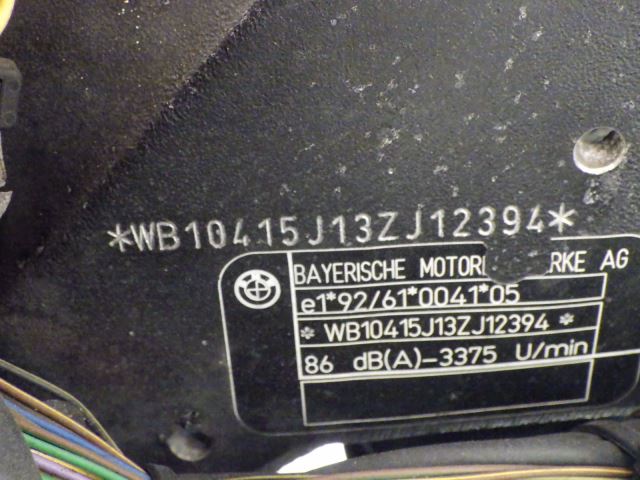 *WB10415J13ZJ12394*
BAYERISCHE MOTOR RKE AG
e1*92/61*0041*05
* WB10415J13ZJ12394 *
86 dB(A)-3375 U/min